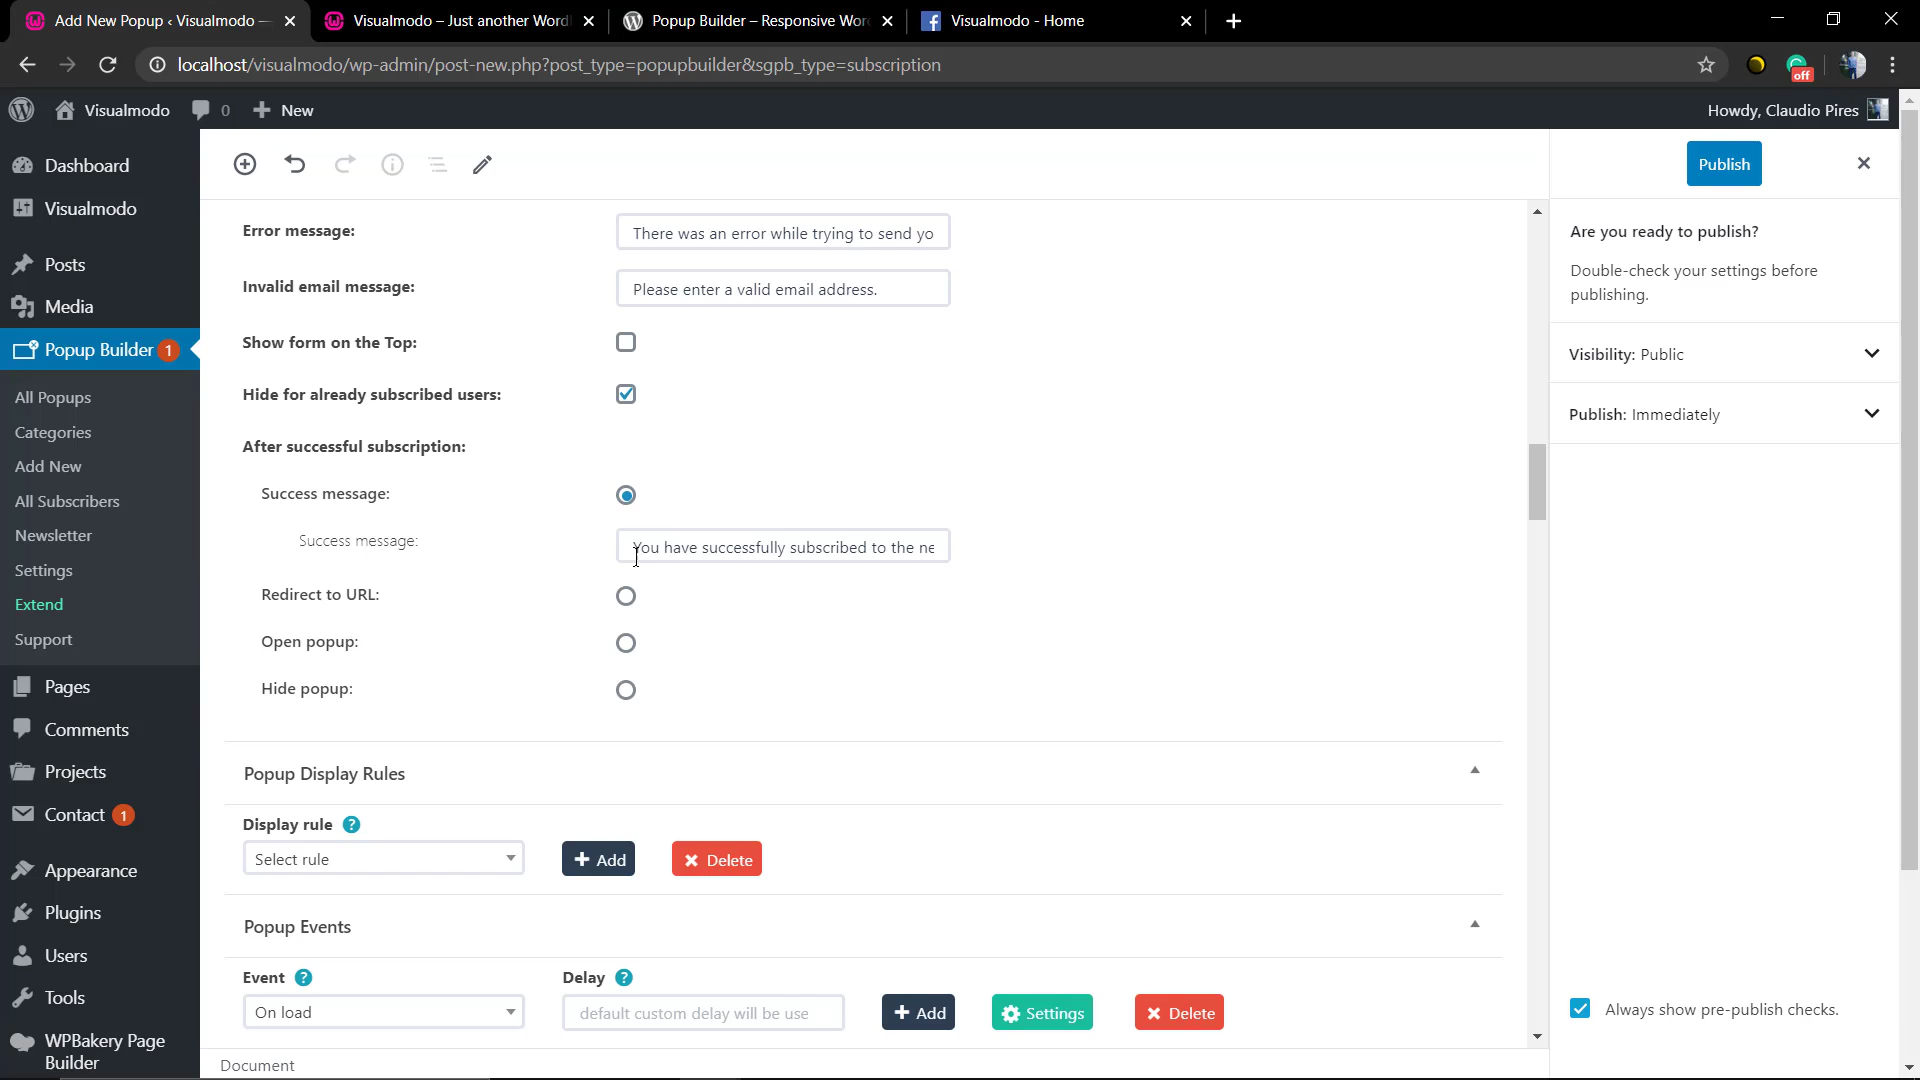 Add New Popup ‹ Visualmodo —
Visualmodo – Just another Word
Popup Builder – Responsive Wor
Visualmodo - Home
localhost/visualmodo/wp-admin/post-new.php?post_type=popupbuilder&sgpb_type=subscription
off
Visualmodo
0
New
Howdy, Claudio Pires
Dashboard
Visualmodo
Posts
Media
Popup Builder 1
All Popups
Categories
Add New
All Subscribers
Newsletter
Settings
Extend
Support
Pages
Comments
Projects
Contact 1
Appearance
Plugins
Users
Tools
WPBakery Page
Builder
Error message:
There was an error while trying to send yo
Invalid email message:
Please enter a valid email address.
Show form on the Top:
Hide for already subscribed users:
After successful subscription:
Success message:
Success message:
You have successfully subscribed to the ne
Redirect to URL:
Open popup:
Hide popup:
Popup Display Rules
Display rule ?
Select rule
Add
Delete
Popup Events
Event ?
Delay ?
On load
default custom delay will be use
Add
Settings
Delete
Document
Publish
Are you ready to publish?
Double-check your settings before
publishing.
Visibility: Public
Publish: Immediately
Always show pre-publish checks.